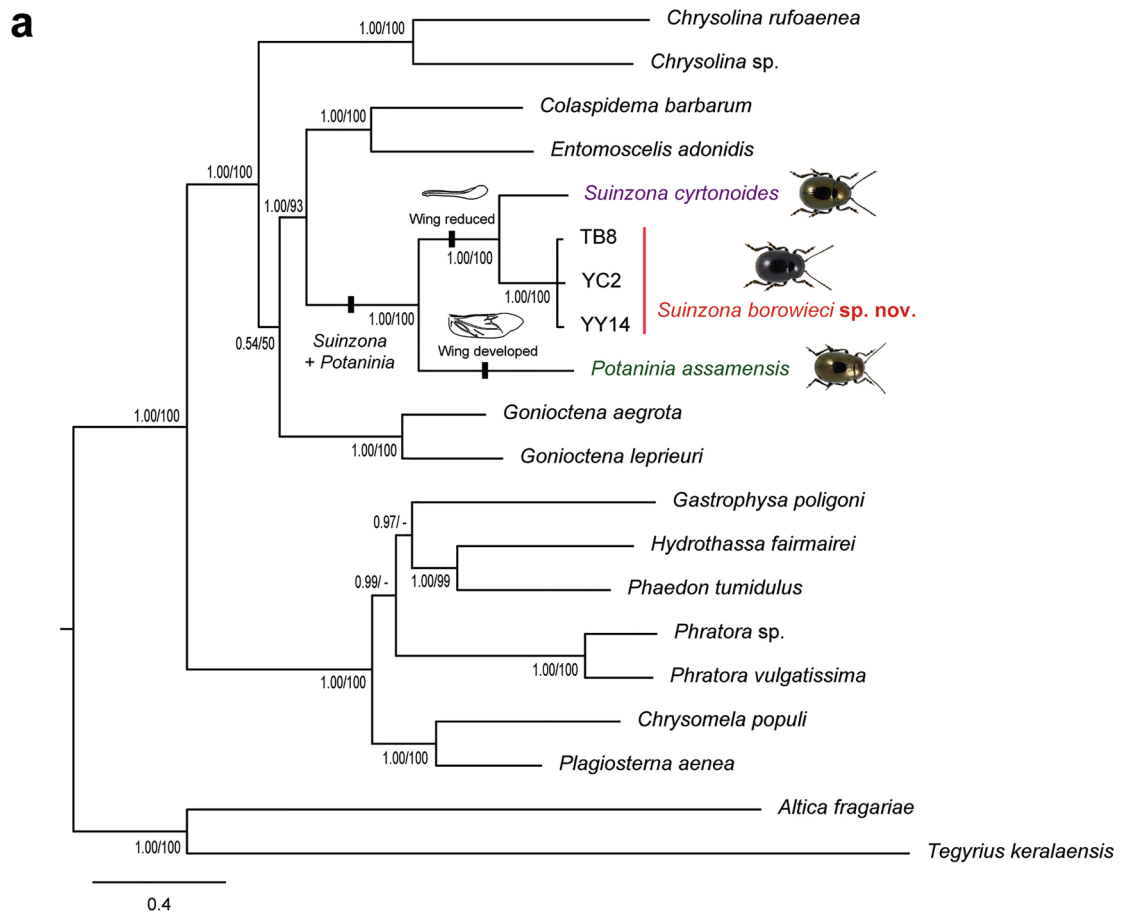 a
Chrysolina rufoaenea
1.00/100
Chrysolina sp.
Colaspidema barbarum
1.00/100
Entomoscelis adonidis
1.00/100
Suinzona cyrtonoides
1.00/93
Wing reduced
TB8
1.00/100
YC2
1.00/100
Suinzona borowieci sp. nov.
1.00/100
YY14
0.54/50
Suinzona
+ Potaninia
Wing developed
Potaninia assamensis
Gonioctena aegrota
1.00/100
1.00/100
Gonioctena leprieuri
Gastrophysa poligoni
0.97/ -
Hydrothassa fairmairei
0.99/ -
1.00/99
Phaedon tumidulus
Phratora sp.
1.00/100
Phratora vulgatissima
1.00/100
Chrysomela populi
1.00/100
Plagiosterna aenea
Altica fragariae
1.00/100
Tegyrius keralaensis
0.4